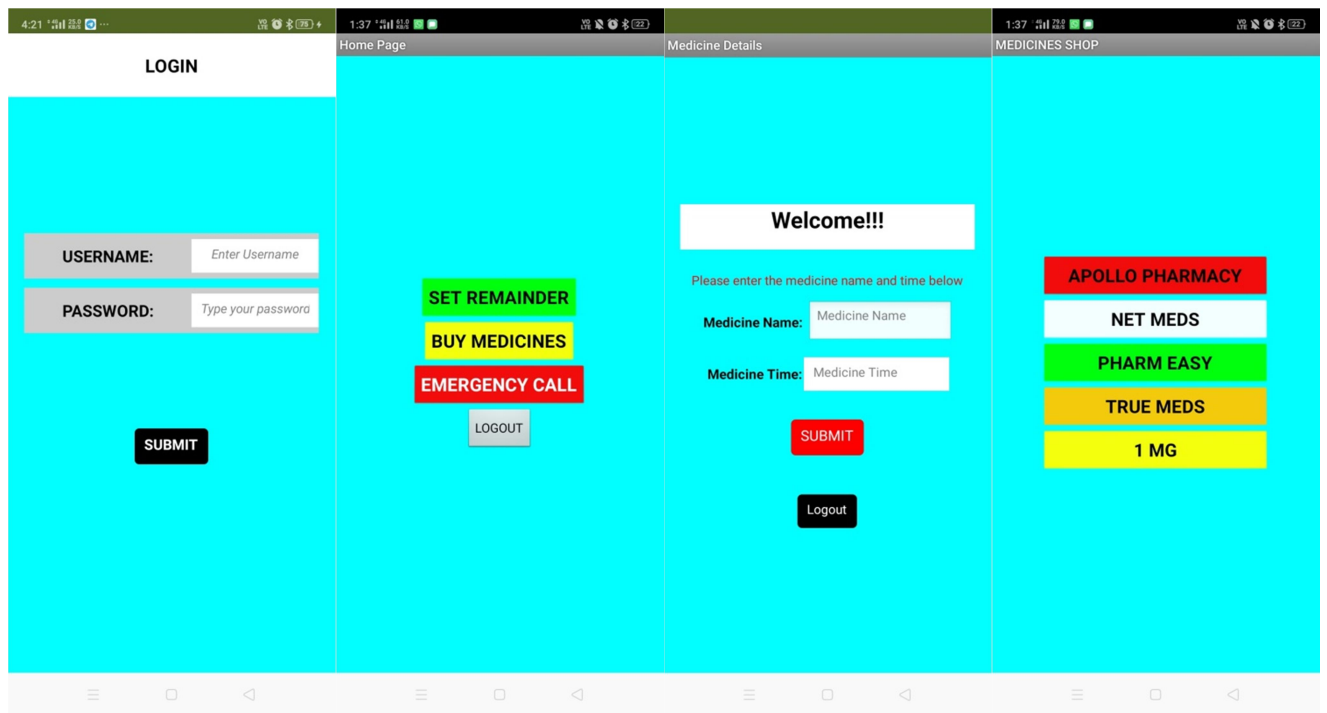 4:21
LOGIN
USERNAME:
Enter Username
PASSWORD:
Type your password
SUBMIT
1:37
Home Page
SET REMAINDER
BUY MEDICINES
EMERGENCY CALL
LOGOUT
Medicine Details
Welcome!!!
Please enter the medicine name and time below
Medicine Name:
Medicine Name
Medicine Time:
Medicine Time
SUBMIT
Logout
1:37
MEDICINES SHOP
APOLLO PHARMACY
NET MEDS
PHARM EASY
TRUE MEDS
1 MG